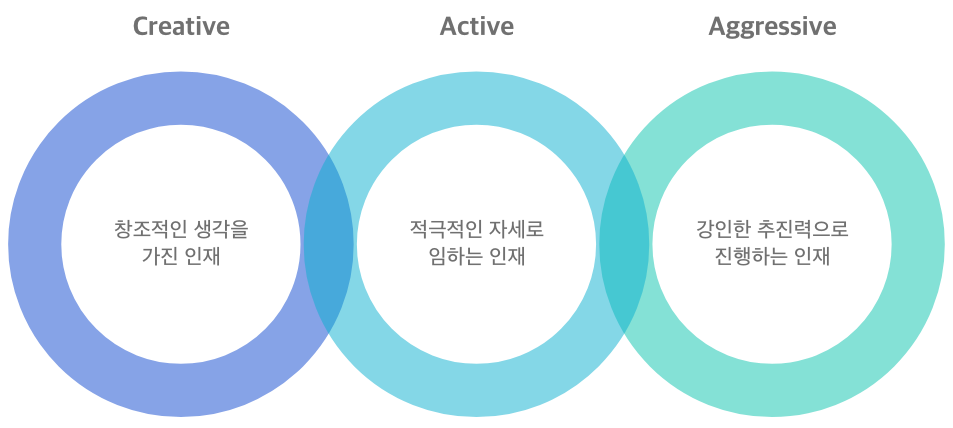 Creative
Active
Aggressive
창조적인 생각을
가진 인재
적극적인 자세로
임하는 인재
강인한 추진력으로
진행하는 인재